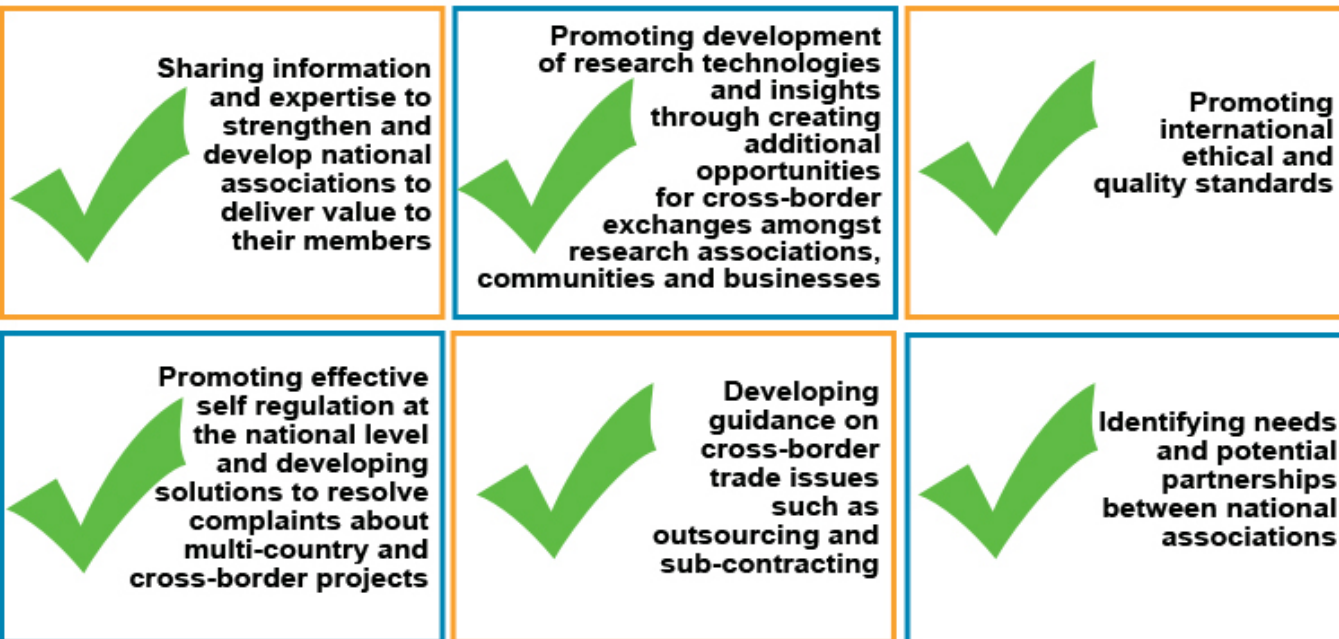 Sharing information
and expertise to
strengthen and
develop national
associations to
deliver value to
their members
Promoting development
of research technologies
and insights
through creating
additional
opportunities
for cross-border
exchanges amongst
research associations,
communities and businesses
Promoting
international
ethical and
quality standards
Promoting effective
self regulation at
the national level
and developing
solutions to resolve
complaints about
multi-country and
cross-border projects
Developing
guidance on
cross-border
trade issues
such as
outsourcing and
sub-contracting
Identifying needs
and potential
partnerships
between national
associations